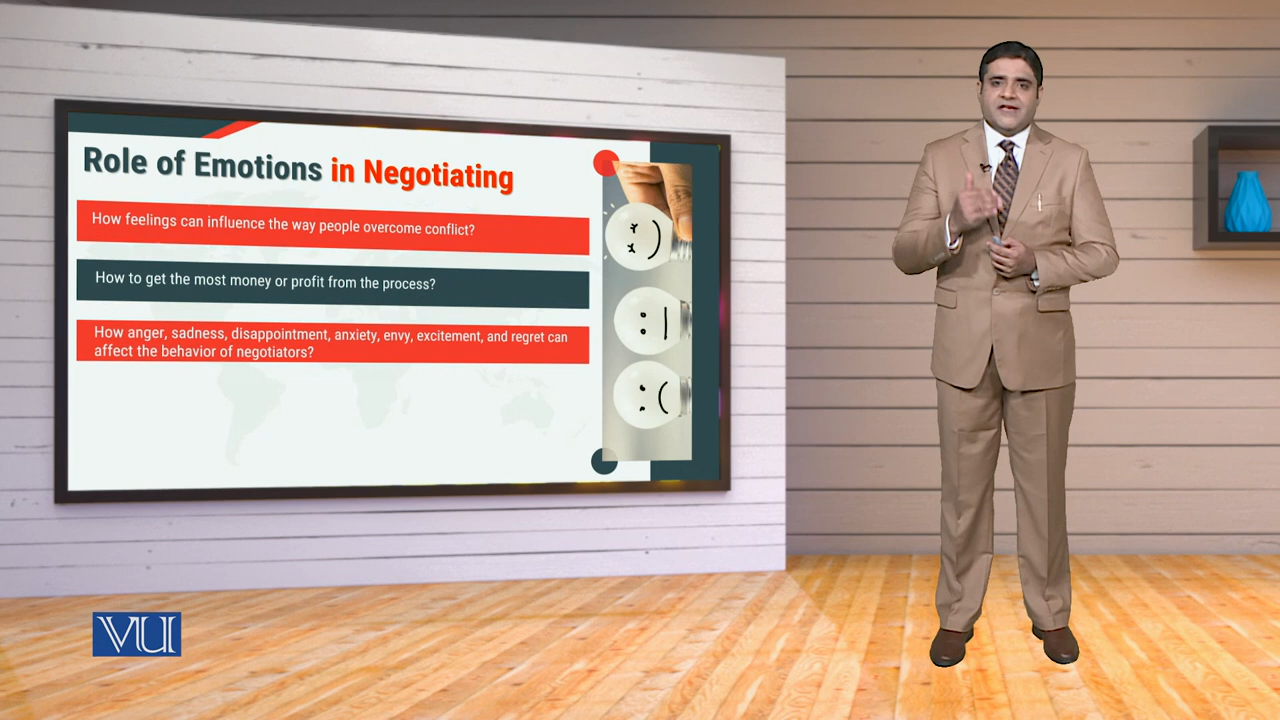 Role of Emotions in Negotiating
How feelings can influence the way people overcome conflict?
How to get the most money or profit from the process?
How anger, sadness, disappointment, anxiety, envy, excitement, and regret can
affect the behavior of negotiators?
VU